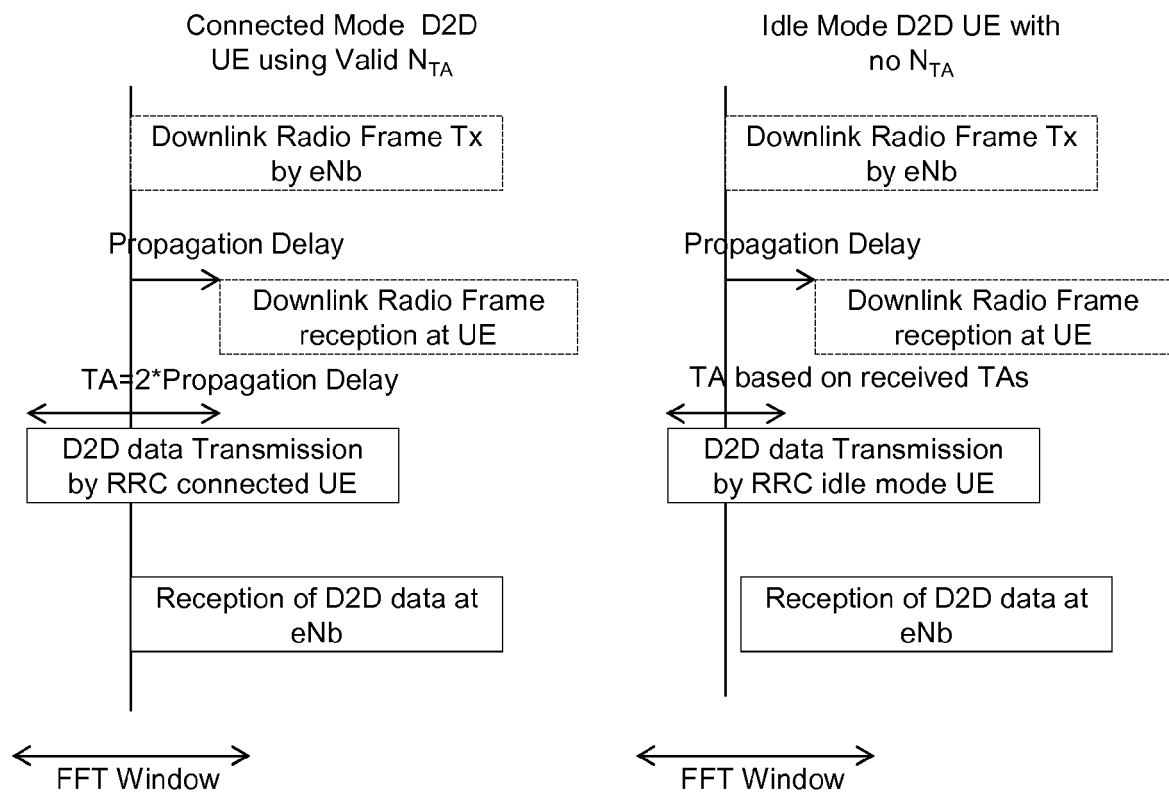 Connected Mode D2D
UE using Valid N_TA
Downlink Radio Frame Tx
by eNb
Propagation Delay
Downlink Radio Frame
reception at UE
TA=2*Propagation Delay
D2D data Transmission
by RRC connected UE
Reception of D2D data at
eNb
FFT Window
Idle Mode D2D UE with
no N_TA
Downlink Radio Frame Tx
by eNb
Propagation Delay
Downlink Radio Frame
reception at UE
TA based on received TAs
D2D data Transmission
by RRC idle mode UE
Reception of D2D data at
eNb
FFT Window